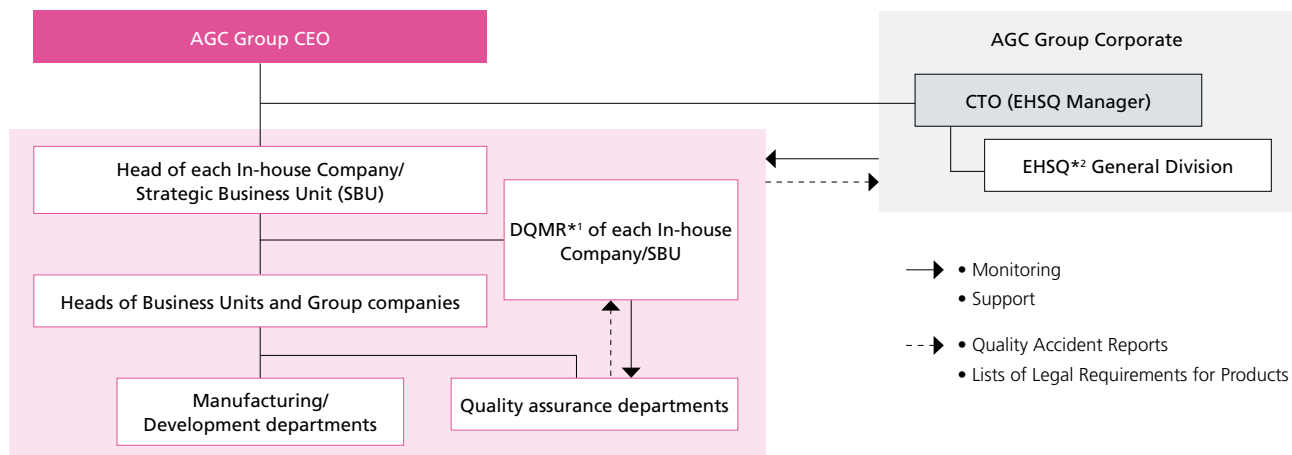 AGC Group CEO
AGC Group Corporate
CTO (EHSQ Manager)
EHSQ*2 General Division
Head of each In-house Company/
Strategic Business Unit (SBU)
DQMR*1 of each In-house
Company/SBU
Heads of Business Units and Group companies
Manufacturing/
Development departments
Quality assurance departments
• Monitoring
• Support
• Quality Accident Reports
• Lists of Legal Requirements for Products